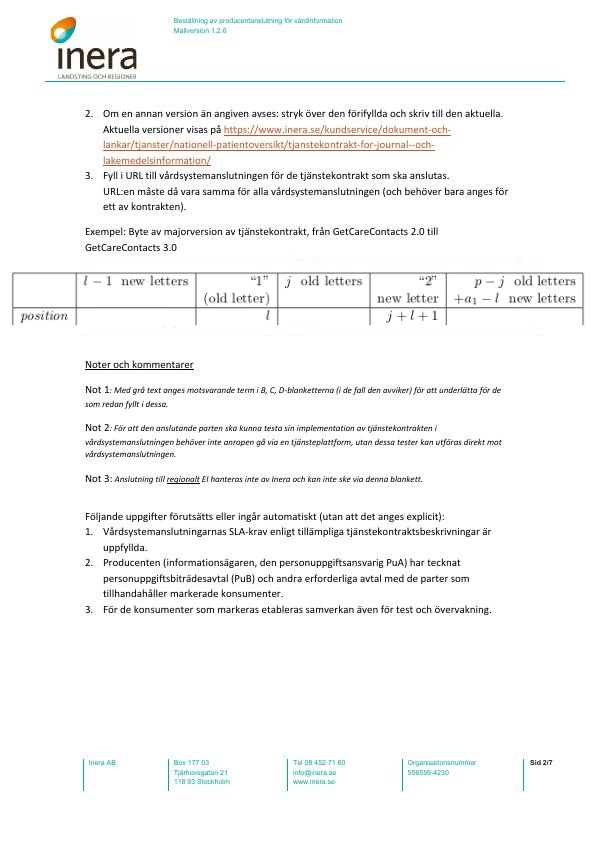 Beställning av producentanslutning för vårdinformation
Mallversion 1.2.6
inera
LANDSTING OCH REGIONER
2. Om en annan version än angiven avses: stryk över den förifyllda och skriv till den aktuella.
Aktuella versioner visas på https://www.inera.se/kundservice/dokument-och-
lankar/tjanster/nationell-patientoversikt/tjanstekontrakt-for-journal--och-
lakemedelsinformation/
3. Fyll i URL till vårdsystemanslutningen för de tjänstekontrakt som ska anslutas.
URL:en måste då vara samma för alla vårdsystemanslutningen (och behöver bara anges för
ett av kontrakten).
Exempel: Byte av majorversion av tjänstekontrakt, från GetCareContacts 2.0 till
GetCareContacts 3.0
l − 1 new letters “1” j old letters “2” p − j old letters
(old letter) new letter +a₁ − l new letters
position l j + l + 1
Noter och kommentarer
Not 1: Med grå text anges motsvarande term i B, C, D-blanketterna (i de fall den avviker) för att underlätta för de
som redan fyllt i dessa.
Not 2: För att den anslutande parten ska kunna testa sin implementation av tjänstekontrakten i
vårdsystemanslutningen behöver inte anropen gå via en tjänsteplattform, utan dessa tester kan utföras direkt mot
vårdsystemanslutningen.
Not 3: Anslutning till regionalt EI hanteras inte av Inera och kan inte ske via denna blankett.
Följande uppgifter förutsätts eller ingår automatiskt (utan att det anges explicit):
1. Vårdsystemanslutningarnas SLA-krav enligt tillämpliga tjänstekontraktsbeskrivningar är
uppfyllda.
2. Producenten (informationsägaren, den personuppgiftsansvarig PuA) har tecknat
personuppgiftsbiträdesavtal (PuB) och andra erforderliga avtal med de parter som
tillhandahåller markerade konsumenter.
3. För de konsumenter som markeras etableras samverkan även för test och övervakning.
Inera AB Box 177 03 Tel 08 452 71 60 Organisationsnummer Sid 2/7
Tjärhovsgatan 21 info@inera.se 556559-4230
118 93 Stockholm www.inera.se